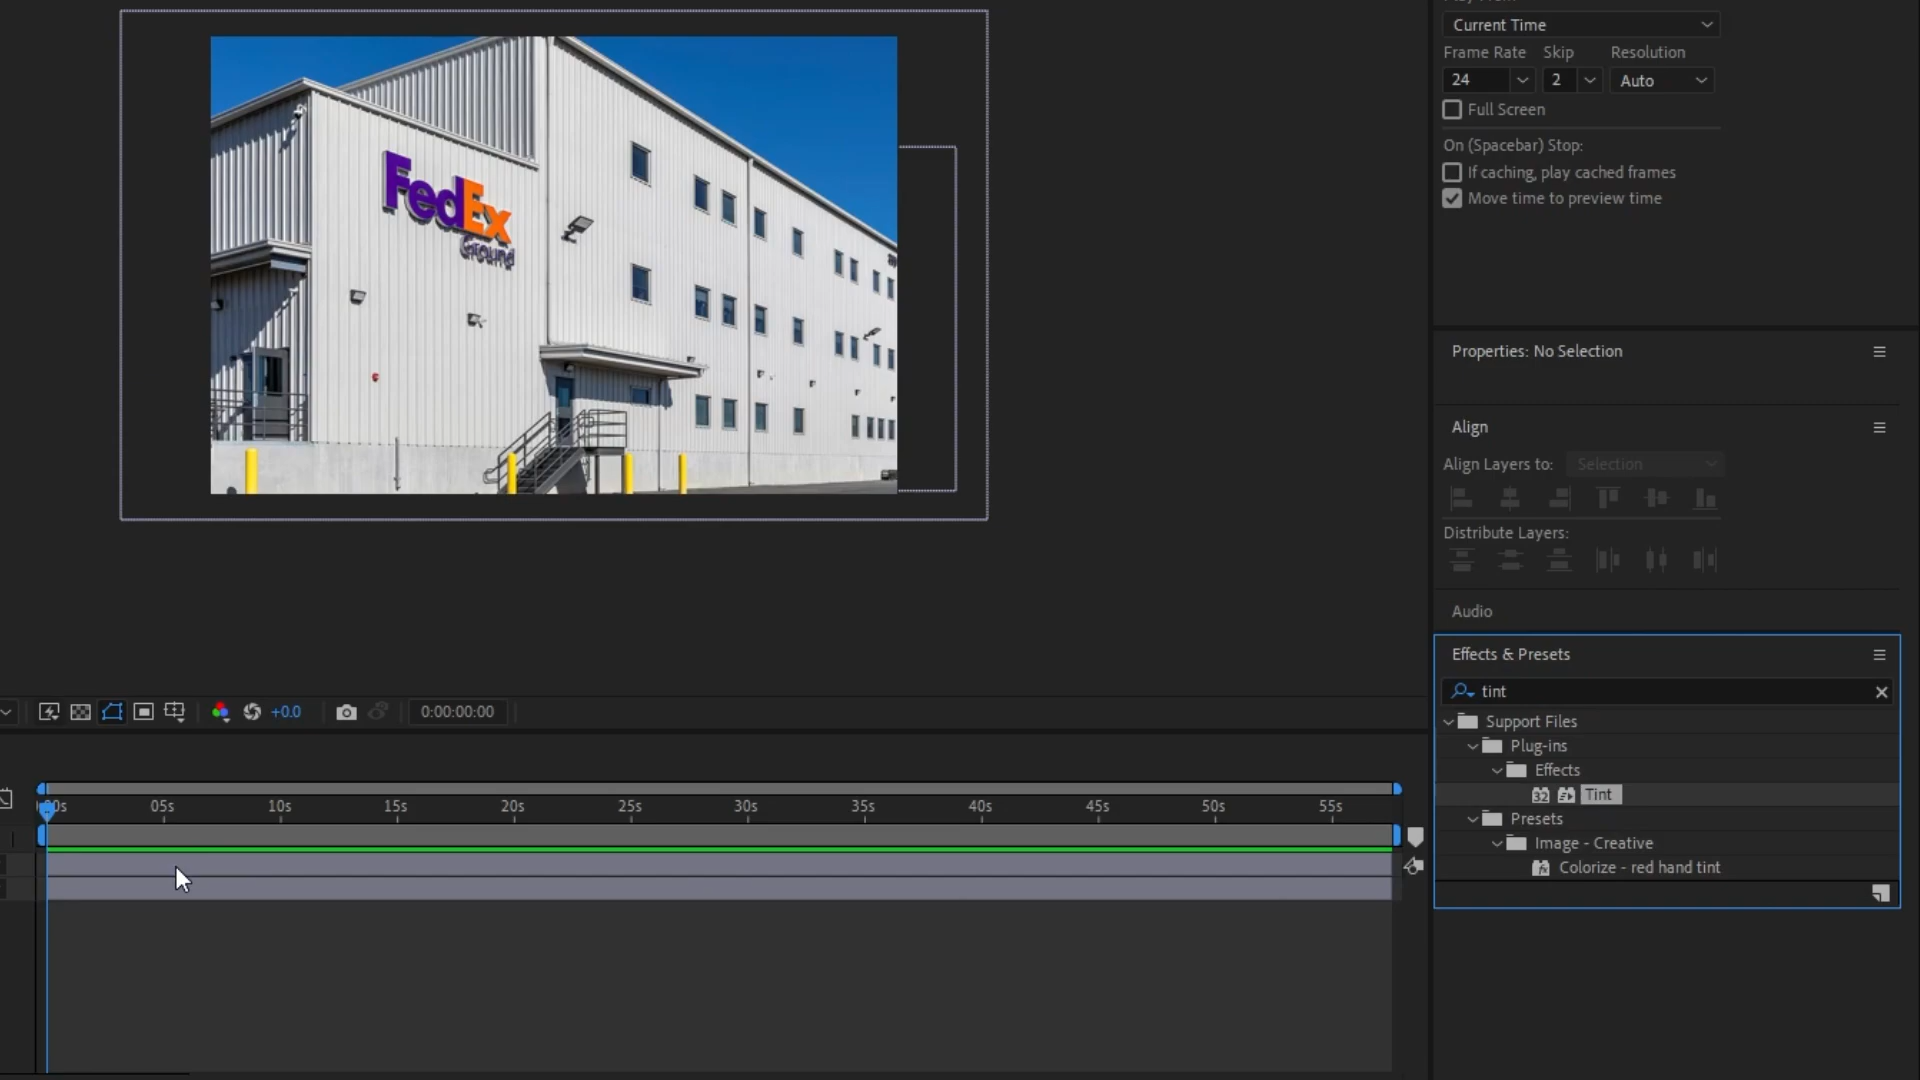 Current Time
Frame Rate Skip Resolution
24 2 Auto
Full Screen
On (Spacebar) Stop:
If caching, play cached frames
Move time to preview time
FedEx
Ground
Properties: No Selection
Align
Align Layers to: Selection
Distribute Layers:
Audio
Effects & Presets
tint
Support Files
Plug-ins
Effects
32 Tint
Presets
Image - Creative
Colorize - red hand tint
+0.0 0:00:00:00
05s 10s 15s 20s 25s 30s 35s 40s 45s 50s 55s